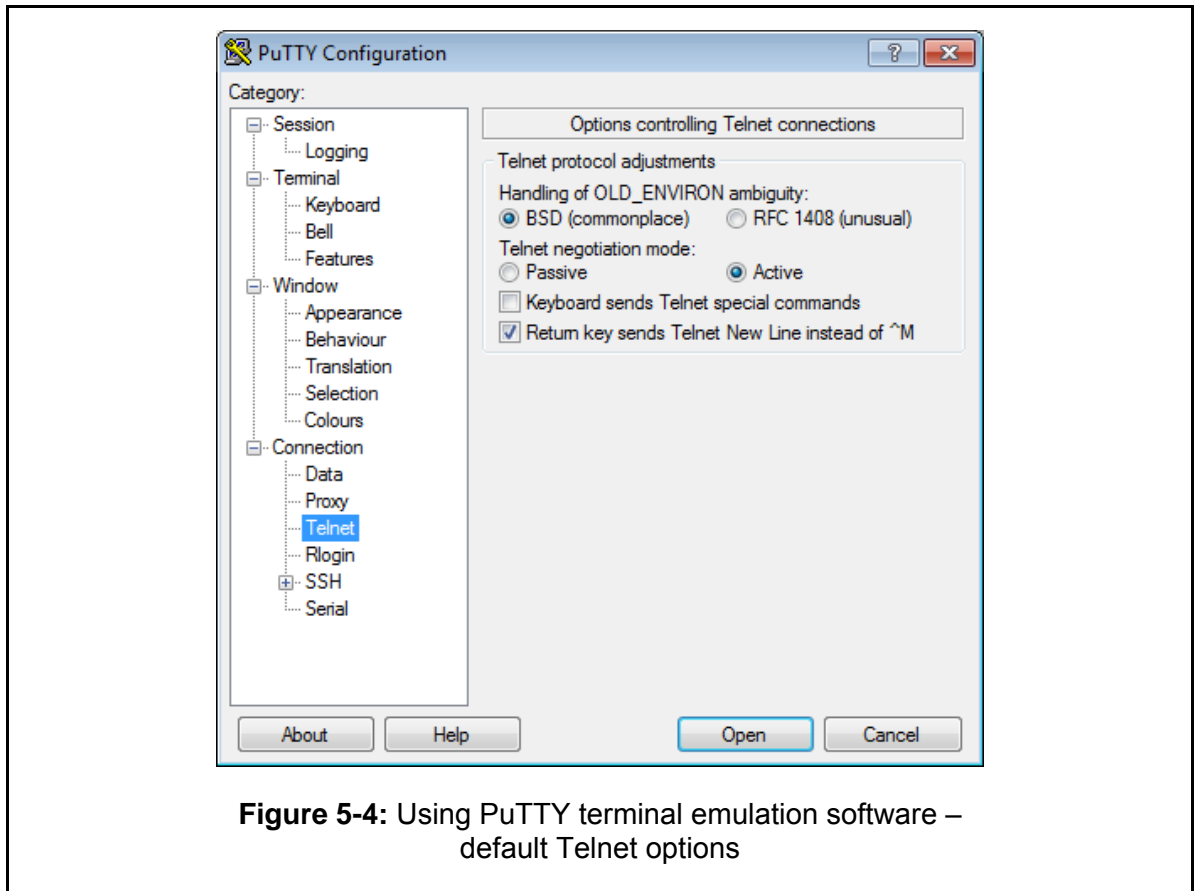 PuTTY Configuration
Category:
Session
Logging
Terminal
Keyboard
Bell
Features
Window
Appearance
Behaviour
Translation
Selection
Colours
Connection
Data
Proxy
Telnet
Rlogin
SSH
Serial
Options controlling Telnet connections
Telnet protocol adjustments
Handling of OLD_ENVIRON ambiguity:
BSD (commonplace) RFC 1408 (unusual)
Telnet negotiation mode:
Passive Active
Keyboard sends Telnet special commands
Return key sends Telnet New Line instead of ^M
About Help Open Cancel
Figure 5-4: Using PuTTY terminal emulation software –
default Telnet options